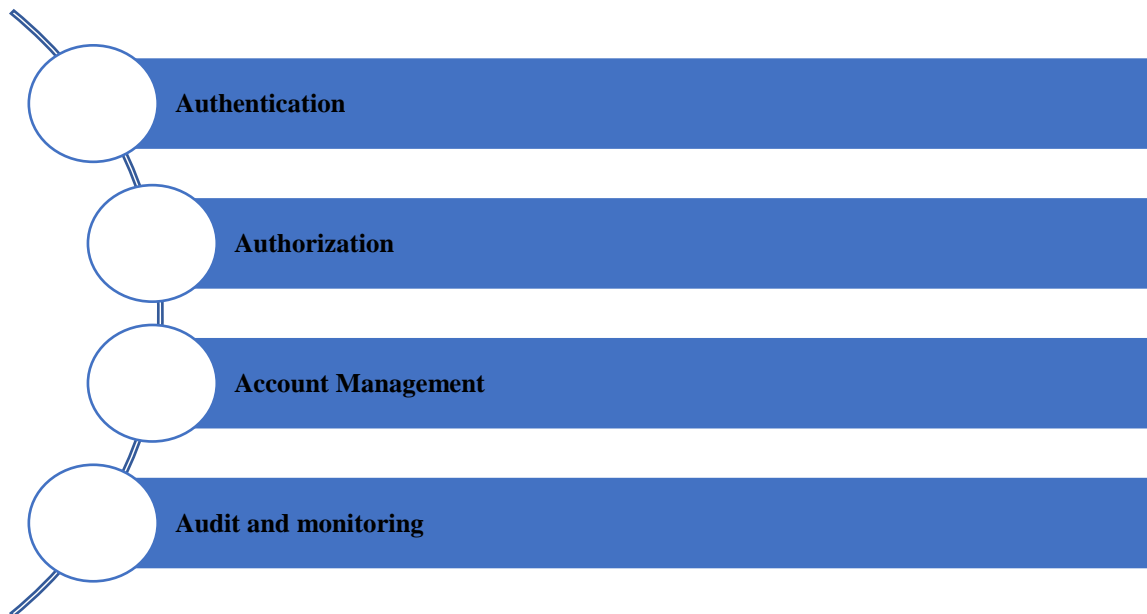 Authentication
Authorization
Account Management
Audit and monitoring